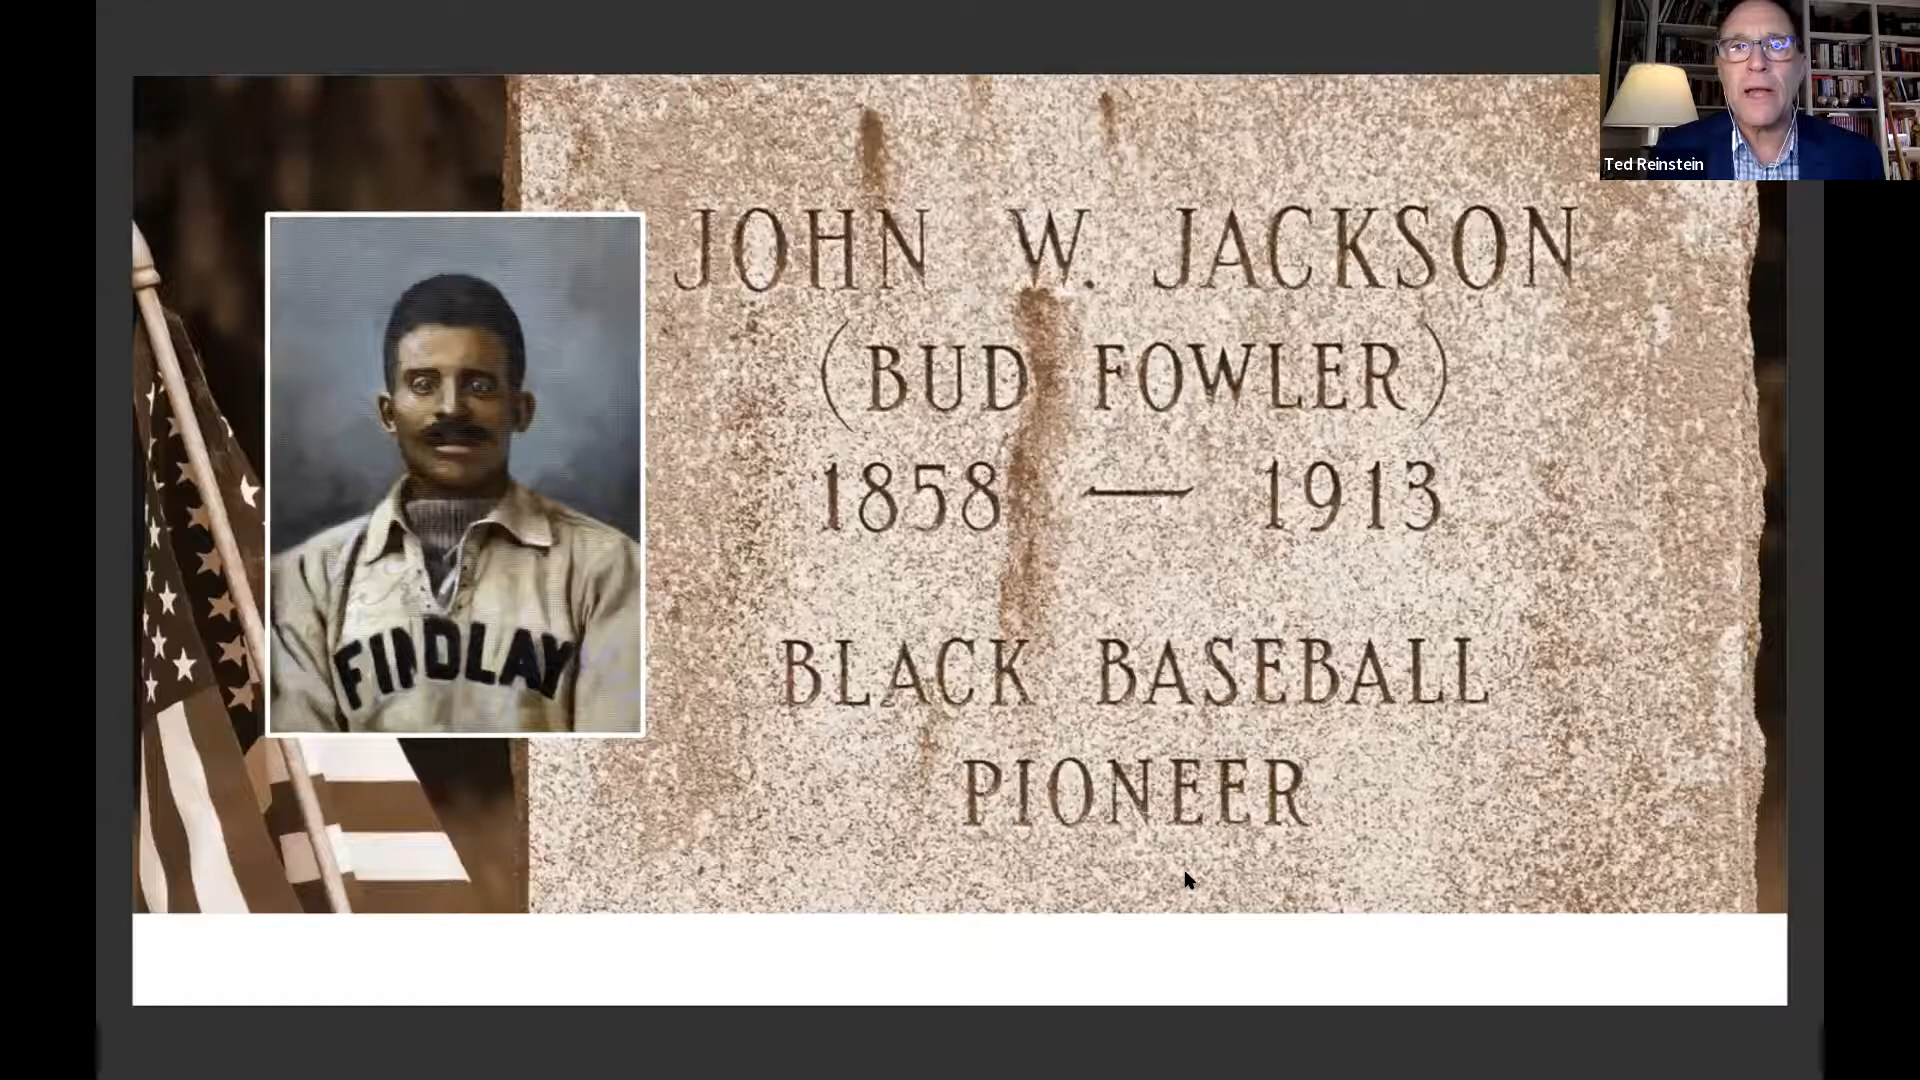 Ted Reinstein
JOHN W. JACKSON
(BUD FOWLER)
1858 — 1913
BLACK BASEBALL
PIONEER
FINDLAY